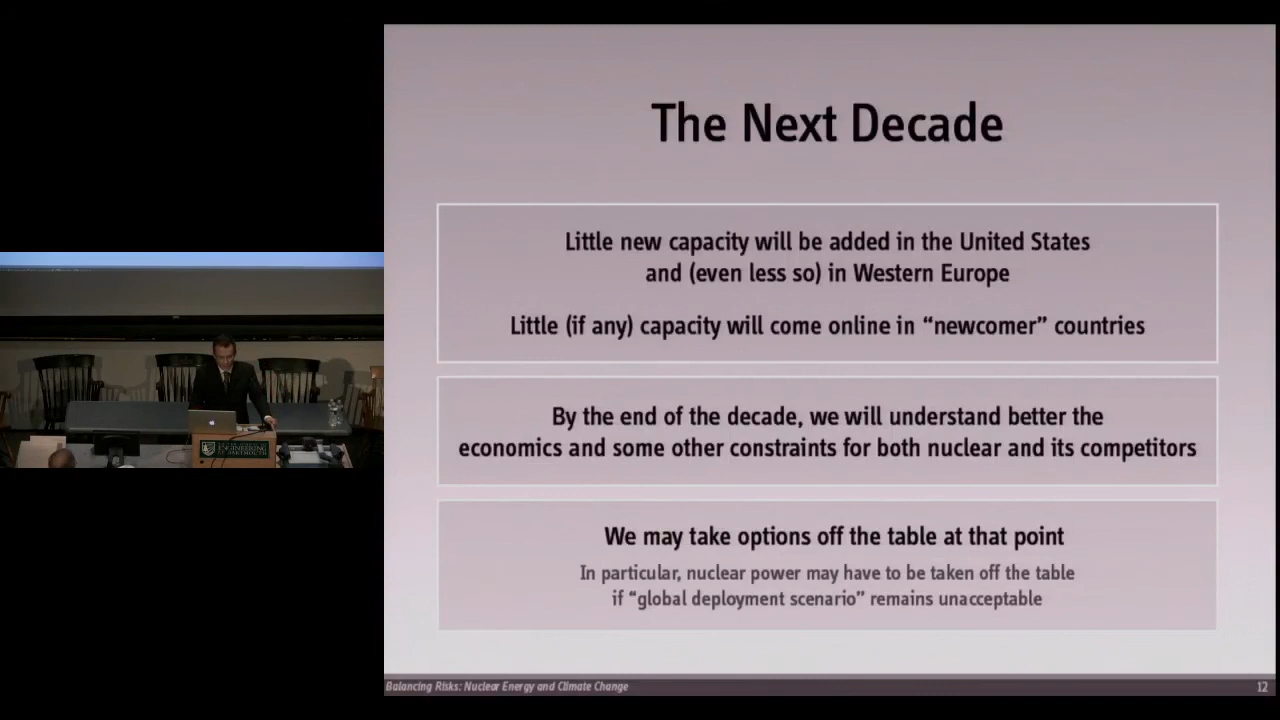 The Next Decade
Little new capacity will be added in the United States
and (even less so) in Western Europe
Little (if any) capacity will come online in “newcomer” countries
By the end of the decade, we will understand better the
economics and some other constraints for both nuclear and its competitors
We may take options off the table at that point
In particular, nuclear power may have to be taken off the table
if “global deployment scenario” remains unacceptable
Balancing Risks: Nuclear Energy and Climate Change
12
ENGINEERING
AT DARTMOUTH